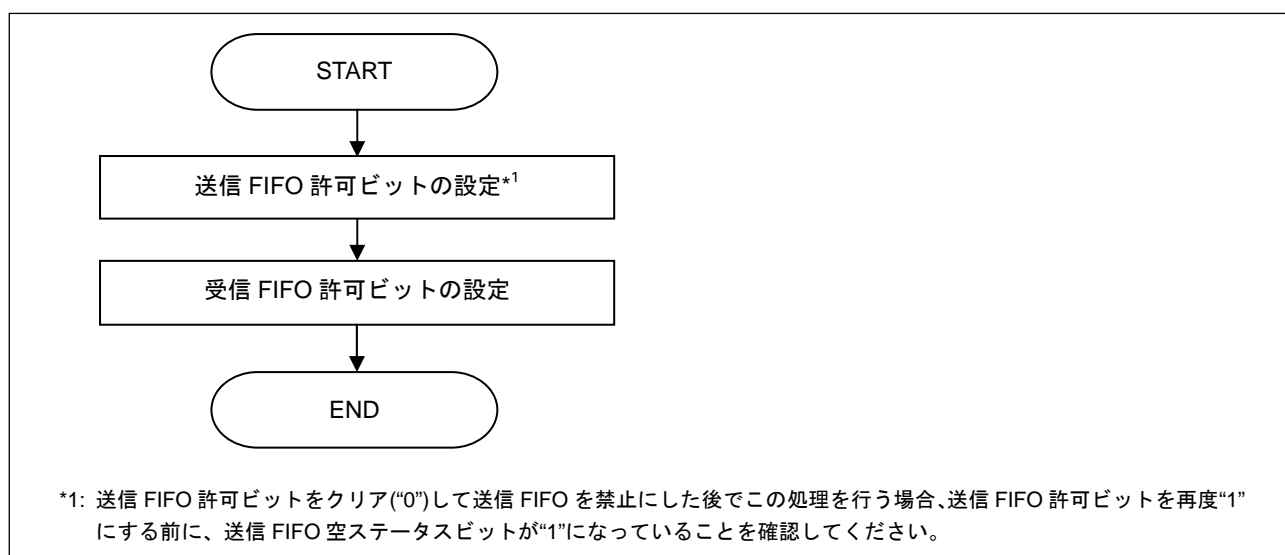 START
送信 FIFO 許可ビットの設定*1
受信 FIFO 許可ビットの設定
END
*1: 送信 FIFO 許可ビットをクリア(“0”)して送信 FIFO を禁止にした後でこの処理を行う場合、送信 FIFO 許可ビットを再度“1”
にする前に、送信 FIFO 空ステータスビットが“1”になっていることを確認してください。